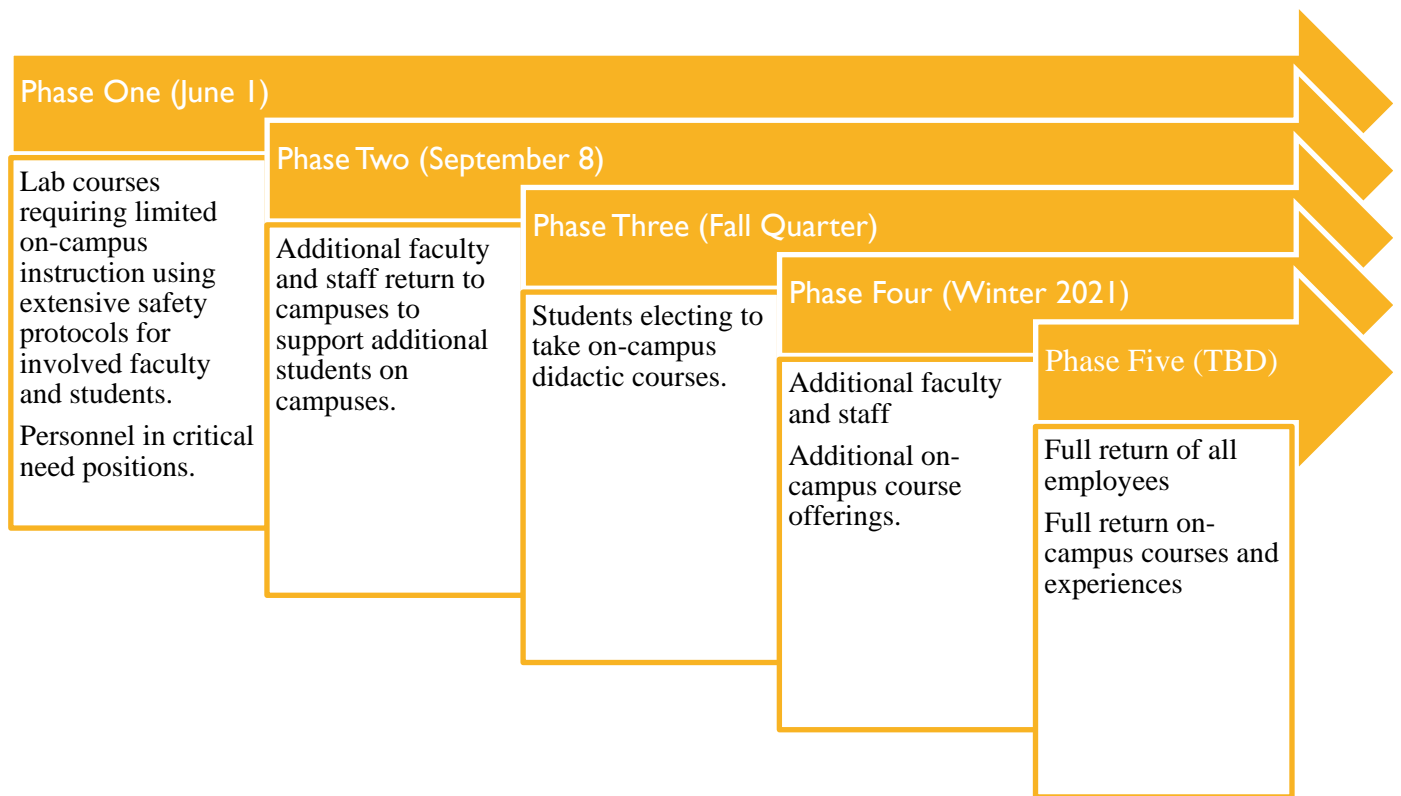 Phase One (June 1)
Lab courses
requiring limited
on-campus
instruction using
extensive safety
protocols for
involved faculty
and students.
Personnel in critical
need positions.
Phase Two (September 8)
Additional faculty
and staff return to
campuses to
support additional
students on
campuses.
Phase Three (Fall Quarter)
Students electing to
take on-campus
didactic courses.
Phase Four (Winter 2021)
Additional faculty
and staff
Additional on-
campus course
offerings.
Phase Five (TBD)
Full return of all
employees
Full return on-
campus courses and
experiences